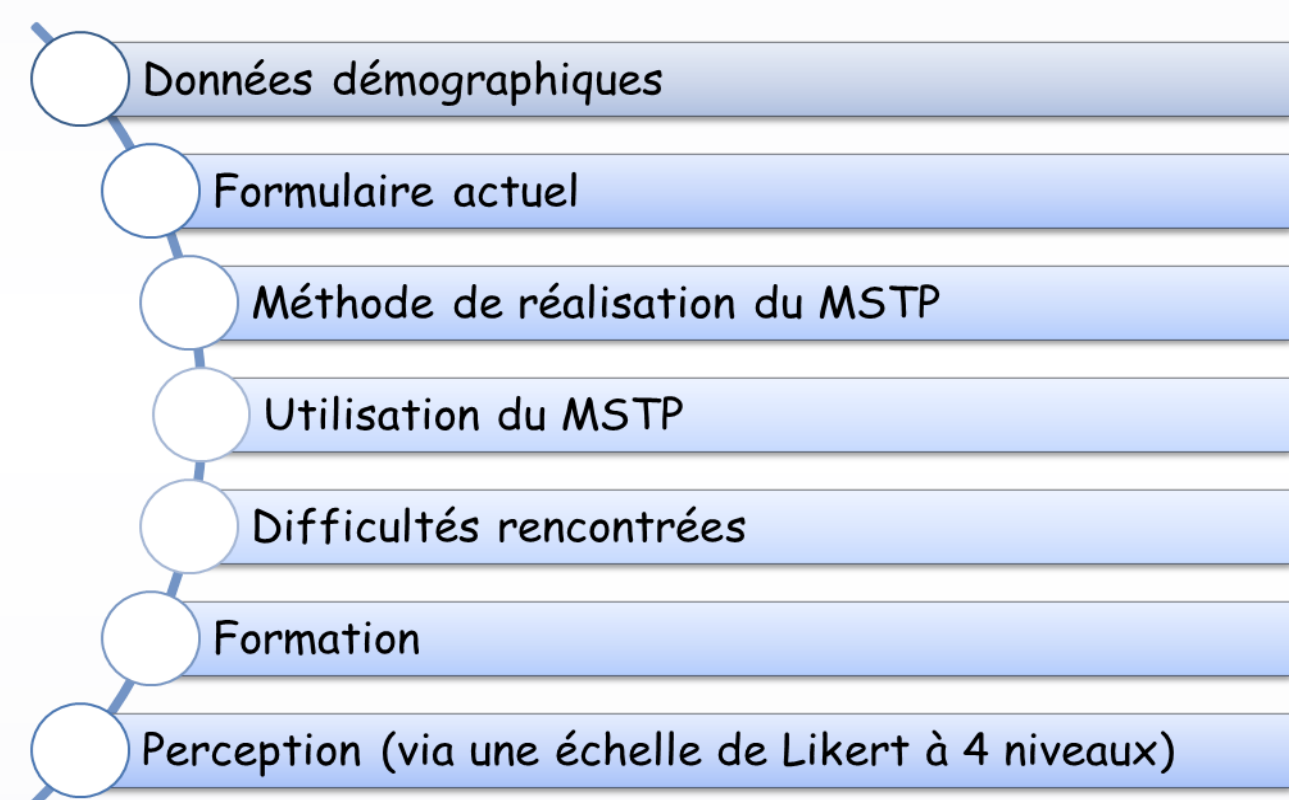 Données démographiques
Formulaire actuel
Méthode de réalisation du MSTP
Utilisation du MSTP
Difficultés rencontrées
Formation
Perception (via une échelle de Likert à 4 niveaux)